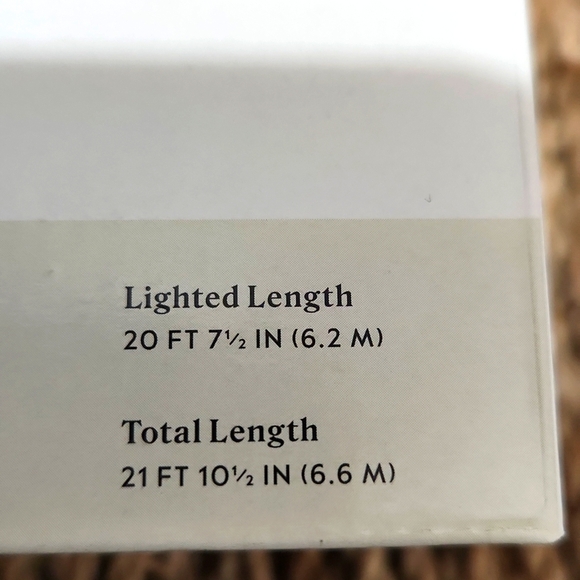 Lighted Length
20 FT 7½ IN (6.2 M)
Total Length
21 FT 10½ IN (6.6 M)